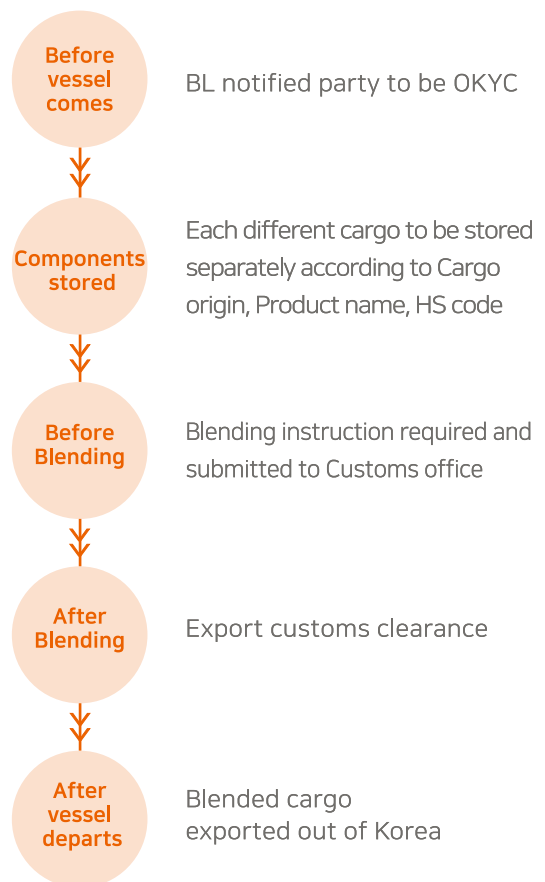 Before
vessel
comes
BL notified party to be OKYC
Components
stored
Each different cargo to be stored
separately according to Cargo
origin, Product name, HS code
Before
Blending
Blending instruction required and
submitted to Customs office
After
Blending
Export customs clearance
After
vessel
departs
Blended cargo
exported out of Korea